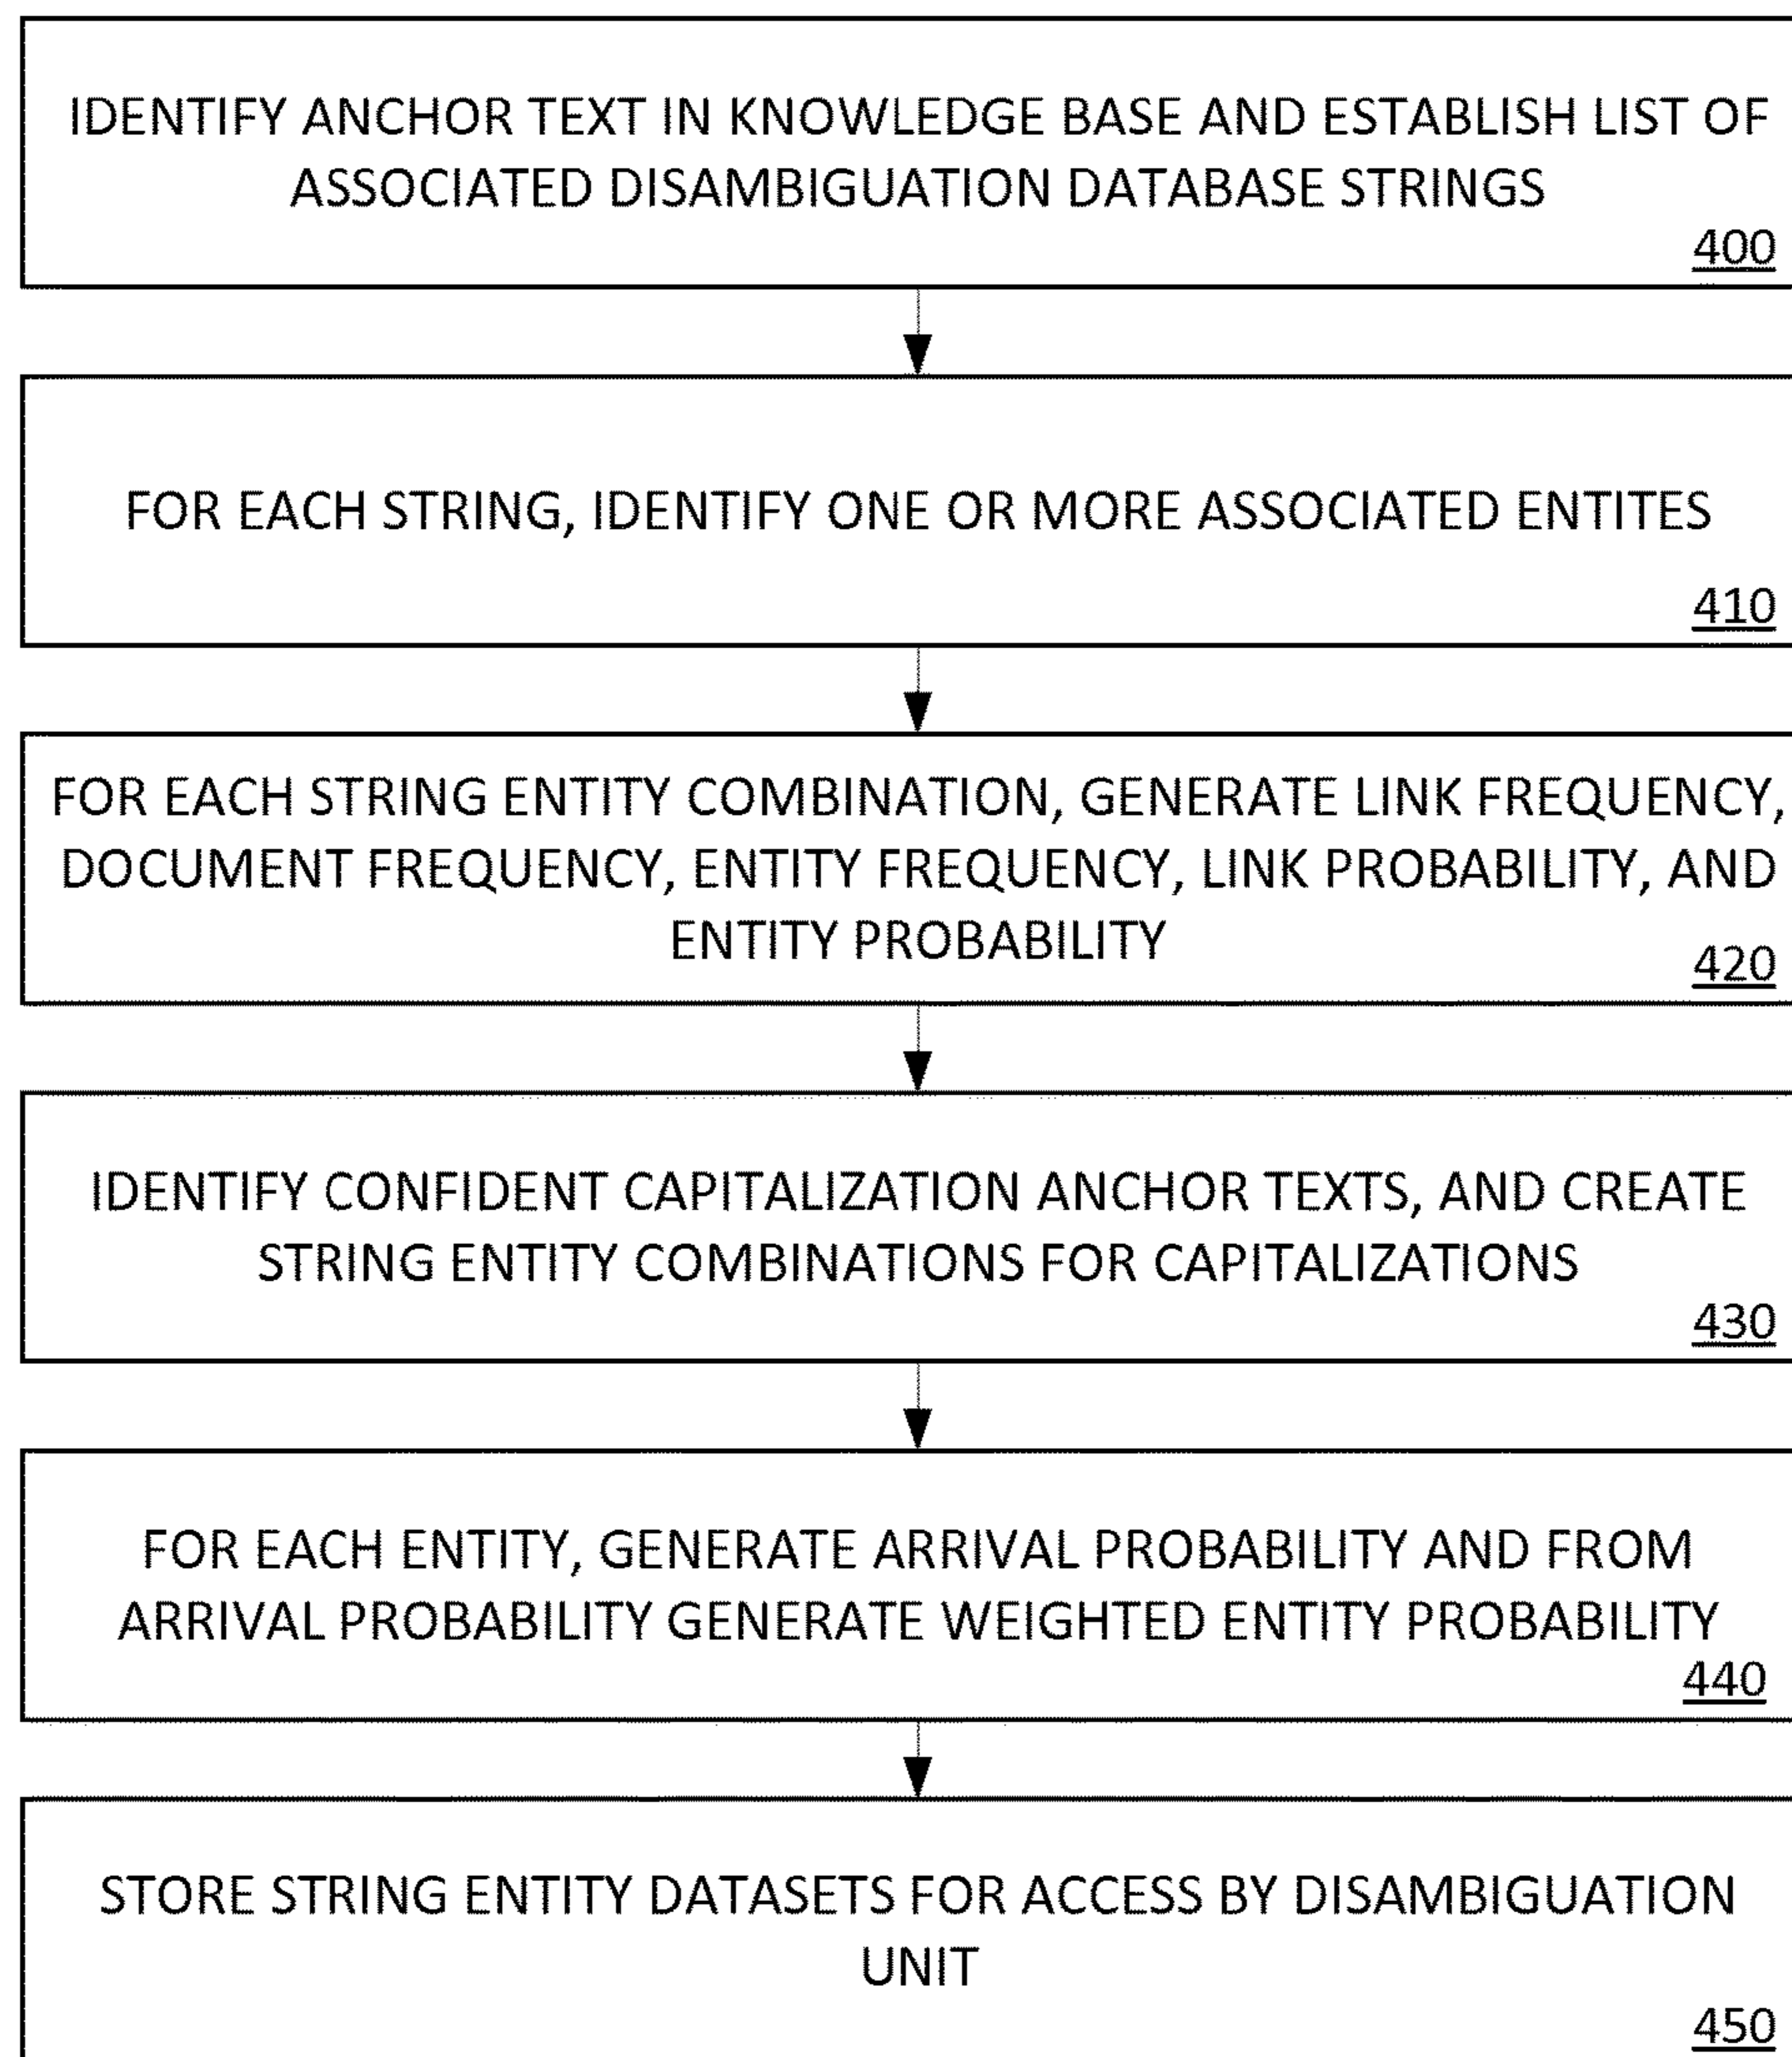 IDENTIFY ANCHOR TEXT IN KNOWLEDGE BASE AND ESTABLISH LIST OF
ASSOCIATED DISAMBIGUATION DATABASE STRINGS
400
FOR EACH STRING, IDENTIFY ONE OR MORE ASSOCIATED ENTITES
410
FOR EACH STRING ENTITY COMBINATION, GENERATE LINK FREQUENCY,
DOCUMENT FREQUENCY, ENTITY FREQUENCY, LINK PROBABILITY, AND
ENTITY PROBABILITY
420
IDENTIFY CONFIDENT CAPITALIZATION ANCHOR TEXTS, AND CREATE
STRING ENTITY COMBINATIONS FOR CAPITALIZATIONS
430
FOR EACH ENTITY, GENERATE ARRIVAL PROBABILITY AND FROM
ARRIVAL PROBABILITY GENERATE WEIGHTED ENTITY PROBABILITY
440
STORE STRING ENTITY DATASETS FOR ACCESS BY DISAMBIGUATION
UNIT
450